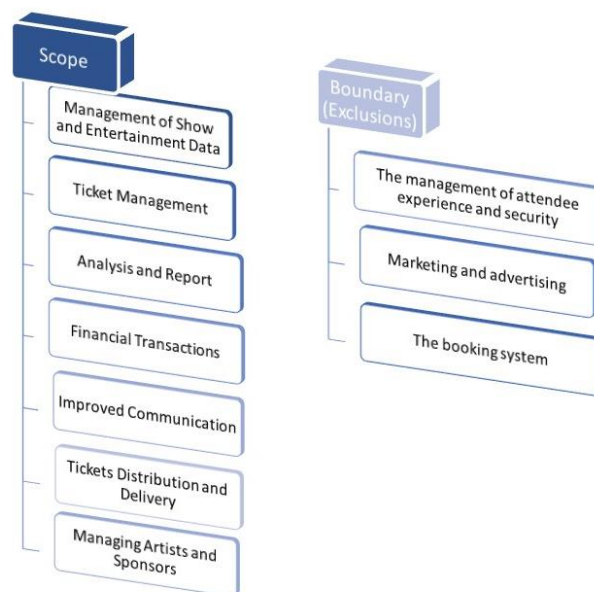 Scope
Management of Show
and Entertainment Data
Ticket Management
Analysis and Report
Financial Transactions
Improved Communication
Tickets Distribution and
Delivery
Managing Artists and
Sponsors
Boundary
(Exclusions)
The management of attendee
experience and security
Marketing and advertising
The booking system